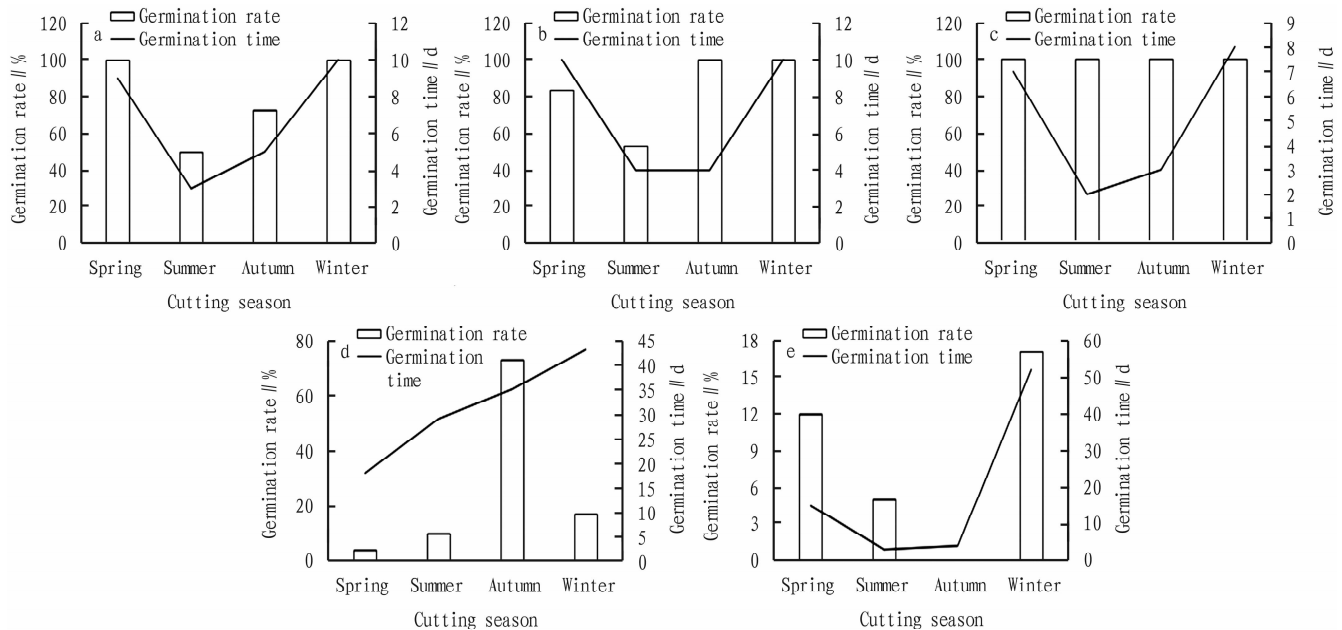 a
Germination rate
Germination time
Germination rate∥%
120
100
80
60
40
20
0
12
10
8
6
4
2
0
Germination time∥d
Spring Summer Autumn Winter
Cutting season
b
Germination rate
Germination time
Germination rate∥%
120
100
80
60
40
20
0
12
10
8
6
4
2
0
Germination time∥d
Spring Summer Autumn Winter
Cutting season
c
Germination rate
Germination time
Germination rate∥%
120
100
80
60
40
20
0
9
8
7
6
5
4
3
2
1
0
Germination time∥d
Spring Summer Autumn Winter
Cutting season
d
Germination rate
Germination
time
Germination rate∥%
80
60
40
20
0
45
40
35
30
25
20
15
10
5
0
Germination time∥d
Spring Summer Autumn Winter
Cutting season
e
Germination rate
Germination time
Germination rate∥%
18
15
12
9
6
3
0
60
50
40
30
20
10
0
Germination time∥d
Spring Summer Autumn Winter
Cutting season